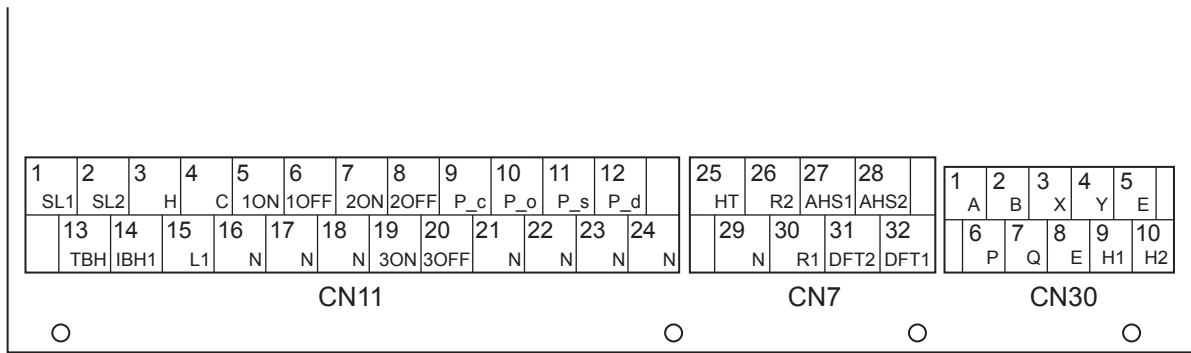 1 2 3 4 5 6 7 8 9 10 11 12 25 26 27 28 1 2 3 4 5
SL1 SL2 H C 1ON 1OFF 2ON 2OFF P_c P_o P_s P_d HT R2 AHS1 AHS2 A B X Y E
13 14 15 16 17 18 19 20 21 22 23 24 29 30 31 32 6 7 8 9 10
TBH IBH1 L1 N N N 3ON 3OFF N N N N N R1 DFT2 DFT1 P Q E H1 H2
CN11 CN7 CN30